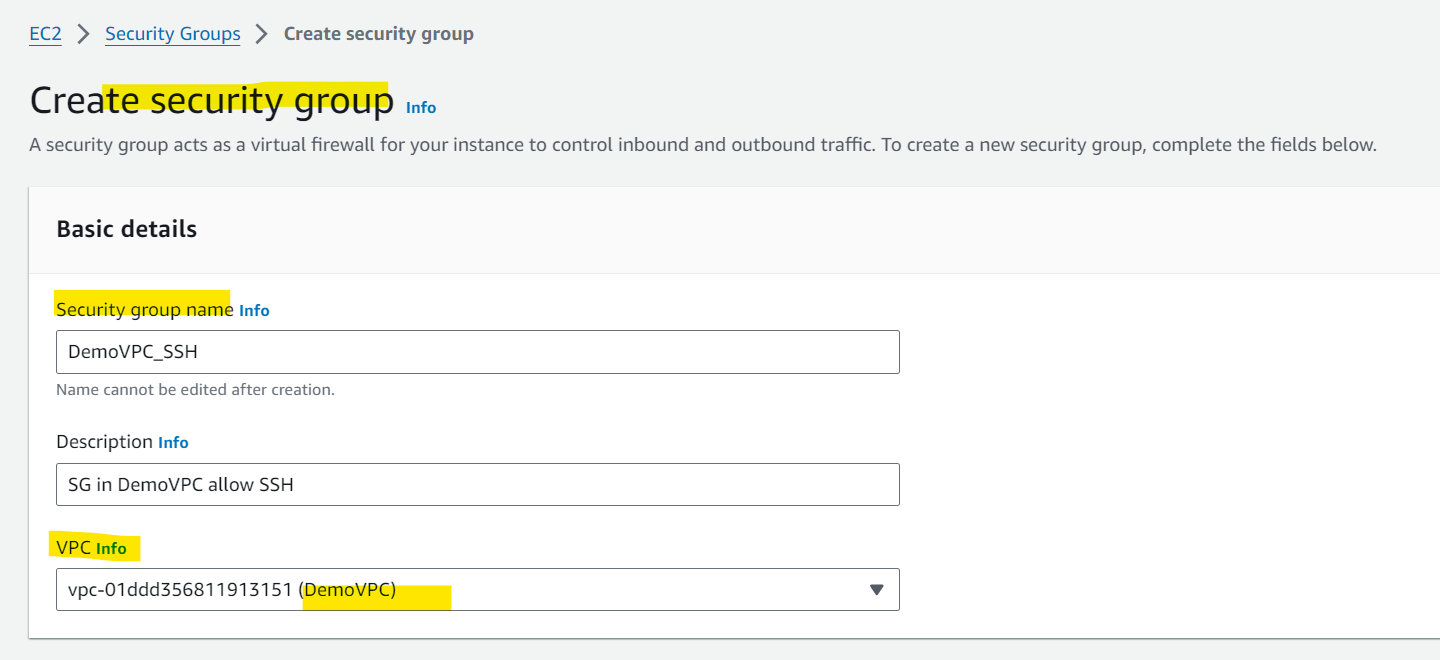 EC2 > Security Groups > Create security group
Create security group Info
A security group acts as a virtual firewall for your instance to control inbound and outbound traffic. To create a new security group, complete the fields below.
Basic details
Security group name Info
DemoVPC_SSH
Name cannot be edited after creation.
Description Info
SG in DemoVPC allow SSH
VPC Info
vpc-01ddd356811913151 (DemoVPC)